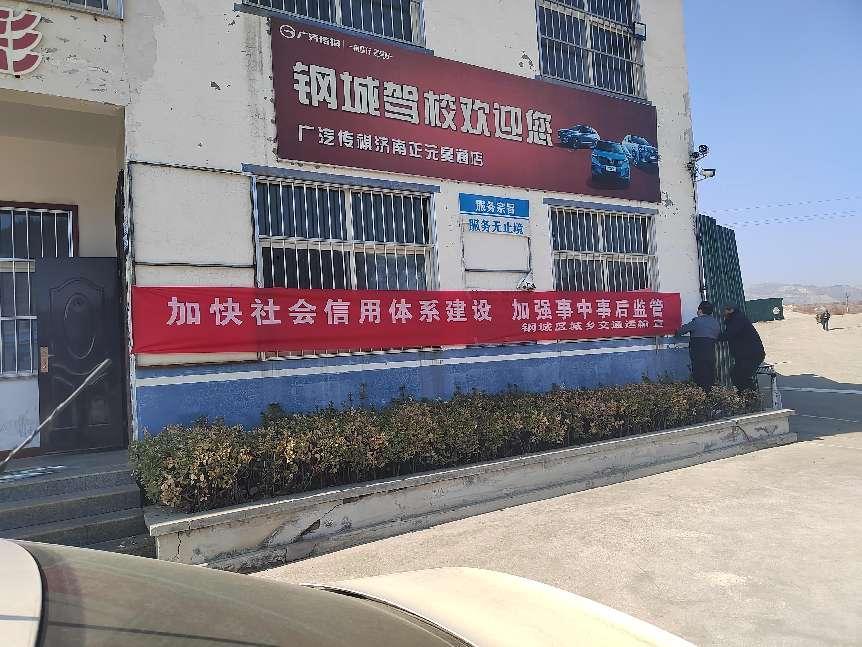 广汽传祺
钢城驾校欢迎您
广汽传祺济南正元昊通店
服务宗旨
服务无止境
加快社会信用体系建设 加强事中事后监管
钢城区城乡交通运输